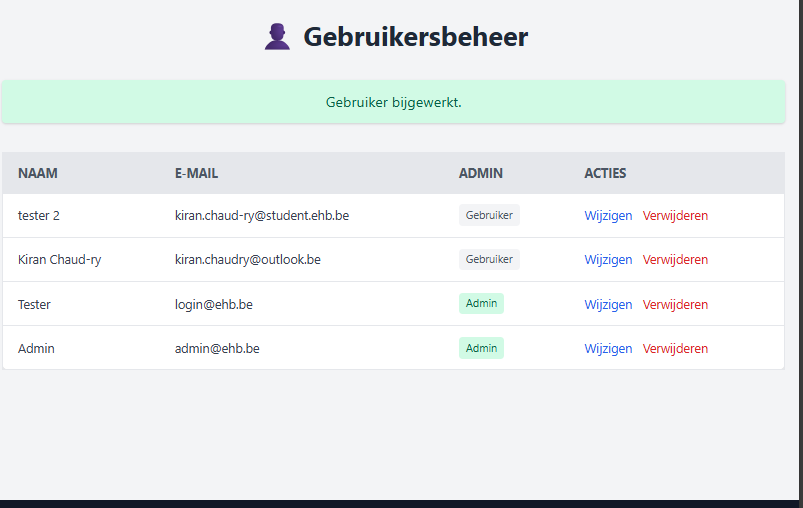 Gebruikersbeheer
Gebruiker bijgewerkt.
NAAM E-MAIL ADMIN ACTIES
tester 2 kiran.chaud-ry@student.ehb.be Gebruiker Wijzigen Verwijderen
Kiran Chaud-ry kiran.chaudry@outlook.be Gebruiker Wijzigen Verwijderen
Tester login@ehb.be Admin Wijzigen Verwijderen
Admin admin@ehb.be Admin Wijzigen Verwijderen